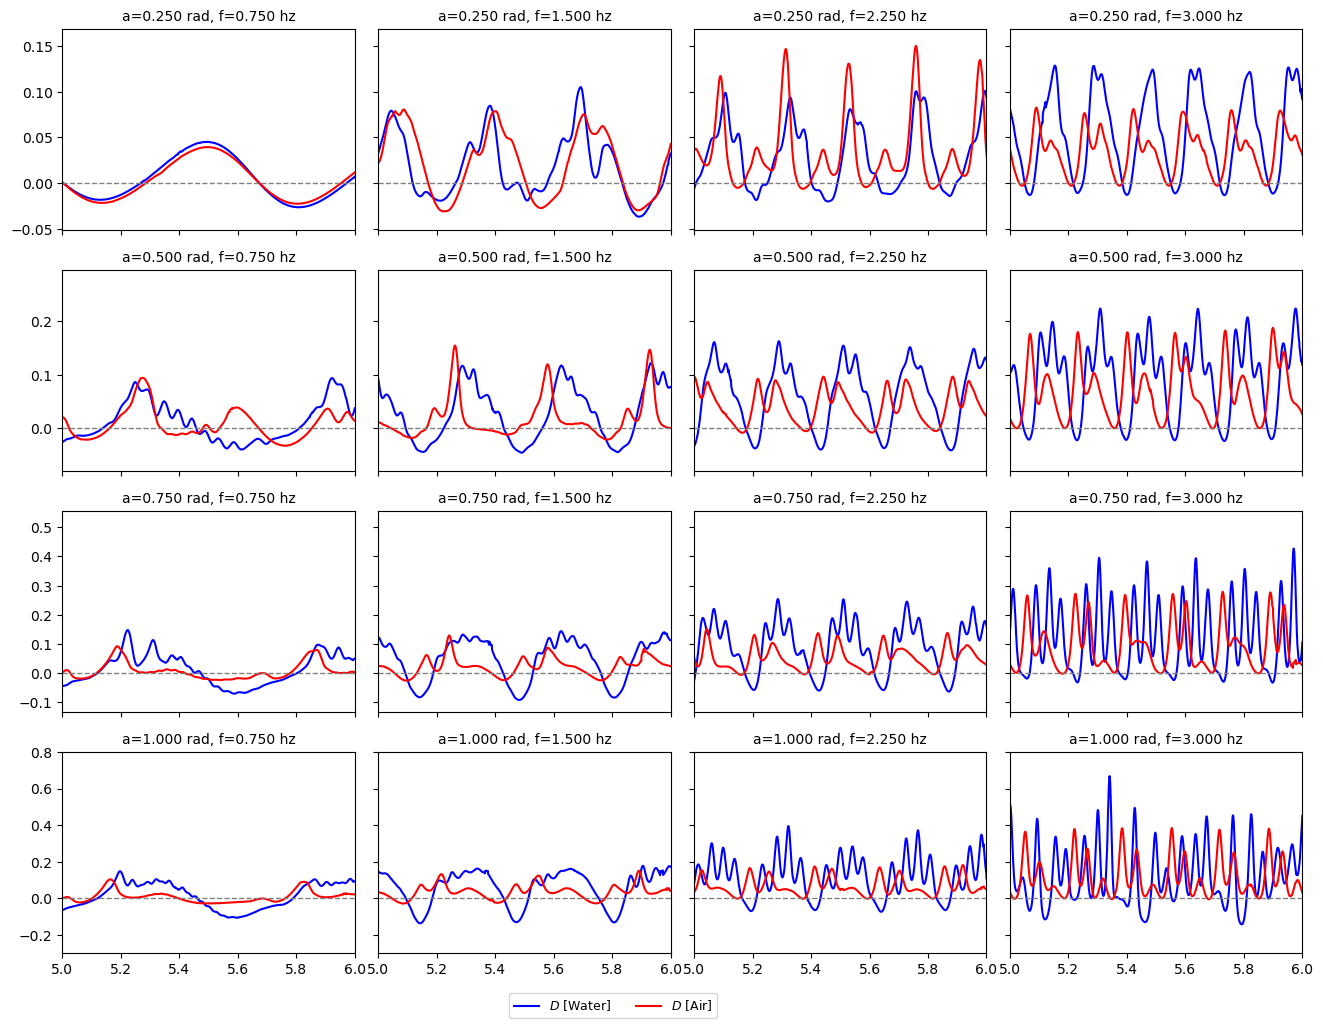 a=0.250 rad, f=0.750 hz
a=0.250 rad, f=1.500 hz
a=0.250 rad, f=2.250 hz
a=0.250 rad, f=3.000 hz
0.15
0.10
0.05
0.00
−0.05
a=0.500 rad, f=0.750 hz
a=0.500 rad, f=1.500 hz
a=0.500 rad, f=2.250 hz
a=0.500 rad, f=3.000 hz
0.2
0.1
0.0
a=0.750 rad, f=0.750 hz
a=0.750 rad, f=1.500 hz
a=0.750 rad, f=2.250 hz
a=0.750 rad, f=3.000 hz
0.5
0.4
0.3
0.2
0.1
0.0
−0.1
a=1.000 rad, f=0.750 hz
a=1.000 rad, f=1.500 hz
a=1.000 rad, f=2.250 hz
a=1.000 rad, f=3.000 hz
0.8
0.6
0.4
0.2
0.0
−0.2
5.0 5.2 5.4 5.6 5.8 6.0
5.0 5.2 5.4 5.6 5.8 6.0
5.0 5.2 5.4 5.6 5.8 6.0
5.0 5.2 5.4 5.6 5.8 6.0
D [Water]
D [Air]